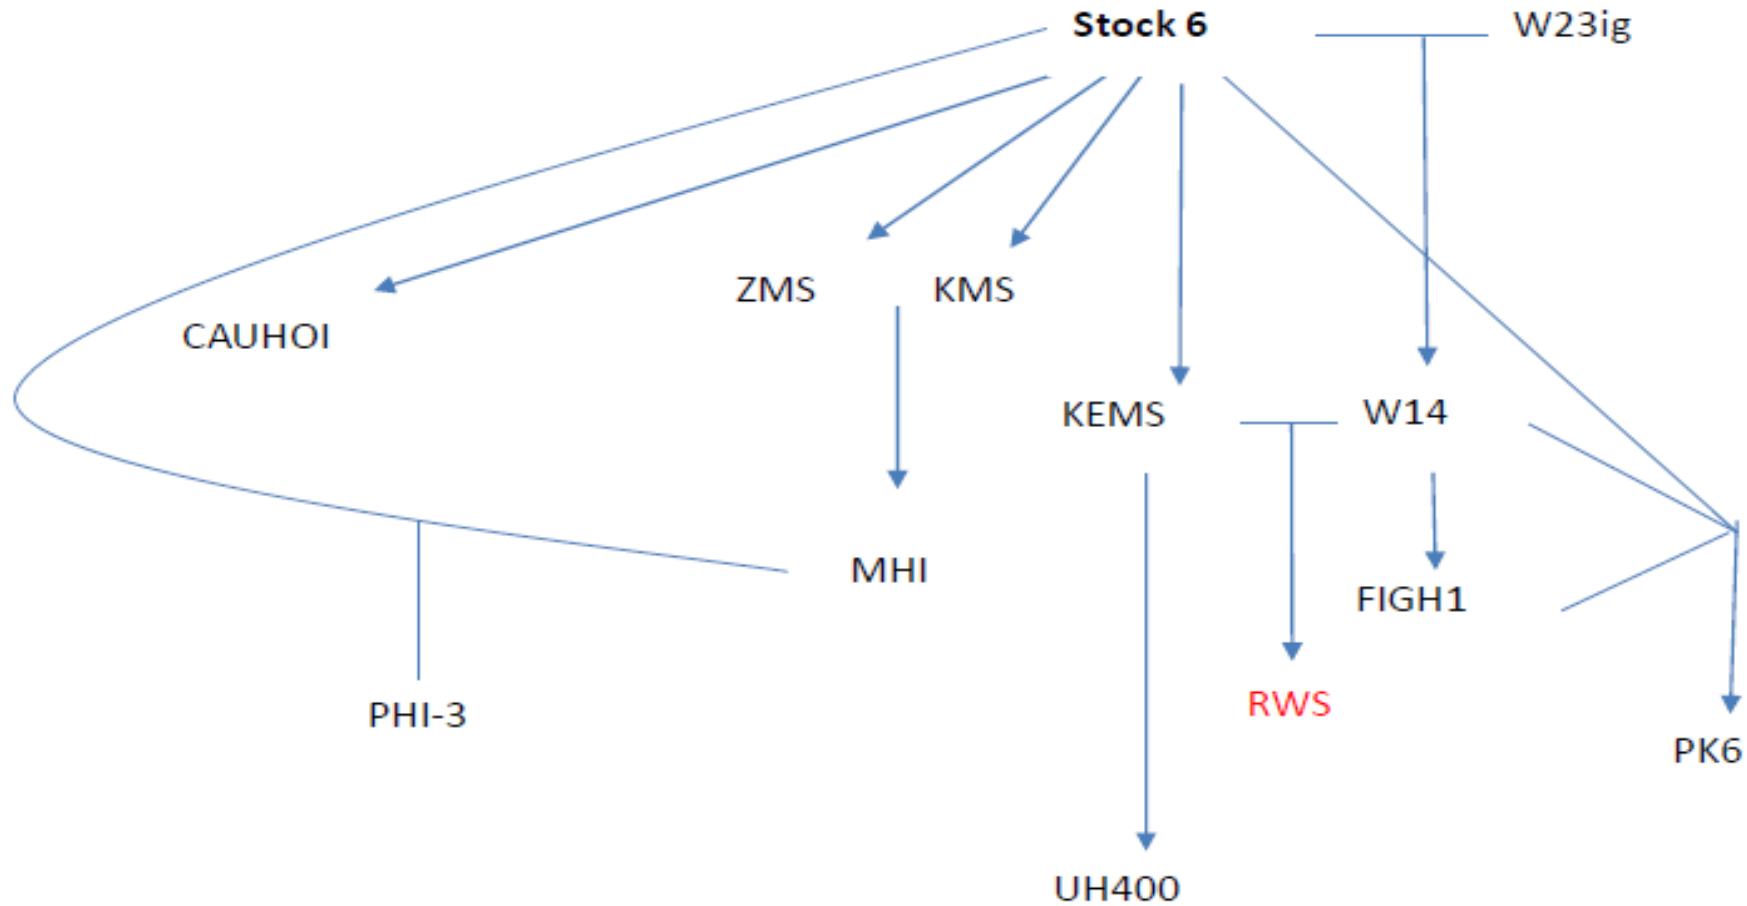 Stock 6
W23ig
ZMS
KMS
CAUHOI
KEMS
W14
MHI
FIGH1
RWS
PHI-3
PK6
UH400